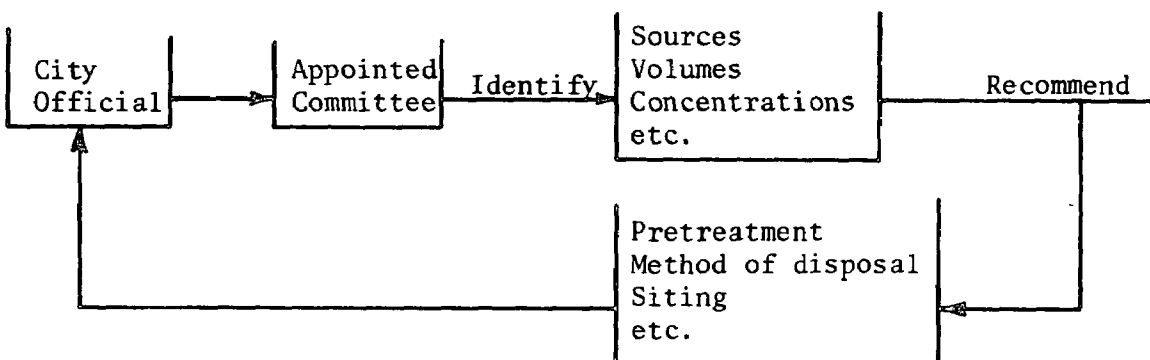 City
Official
Appointed
Committee
Identify
Sources
Volumes
Concentrations
etc.
Recommend
Pretreatment
Method of disposal
Siting
etc.